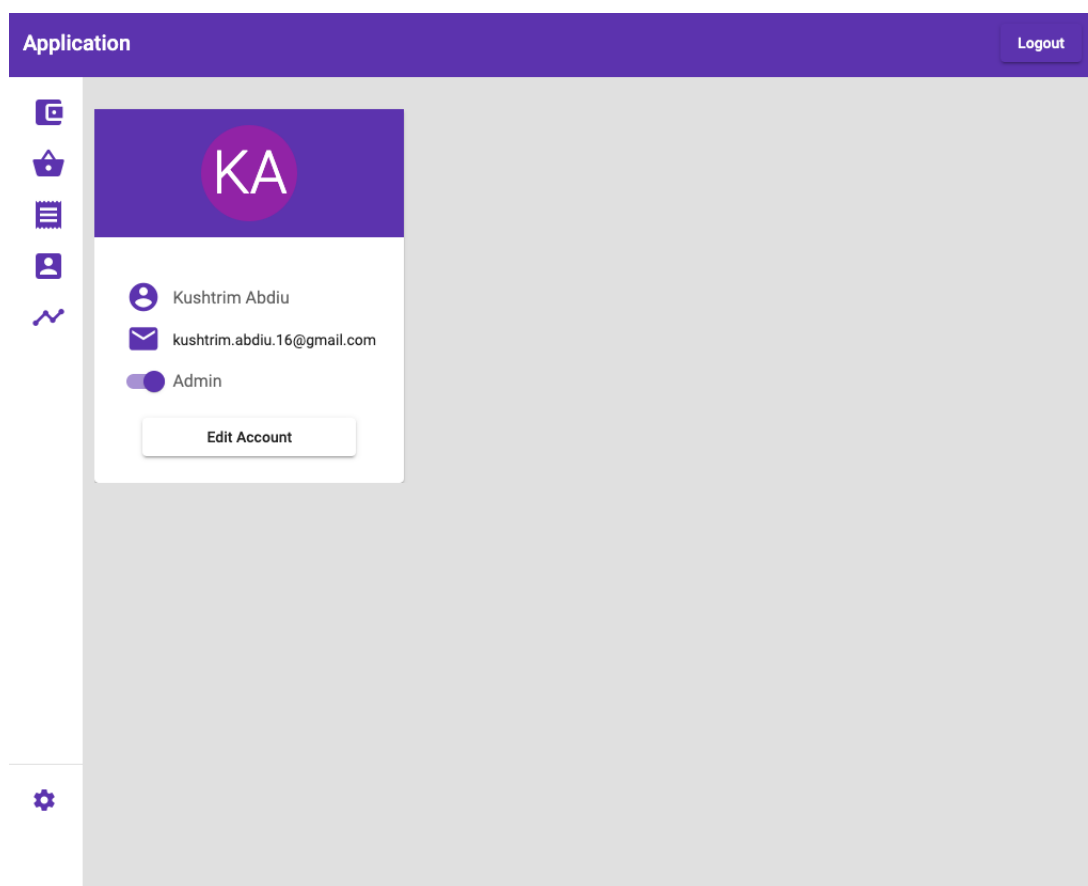 Application
Logout
KA
Kushtrim Abdiu
kushtrim.abdiu.16@gmail.com
Admin
Edit Account